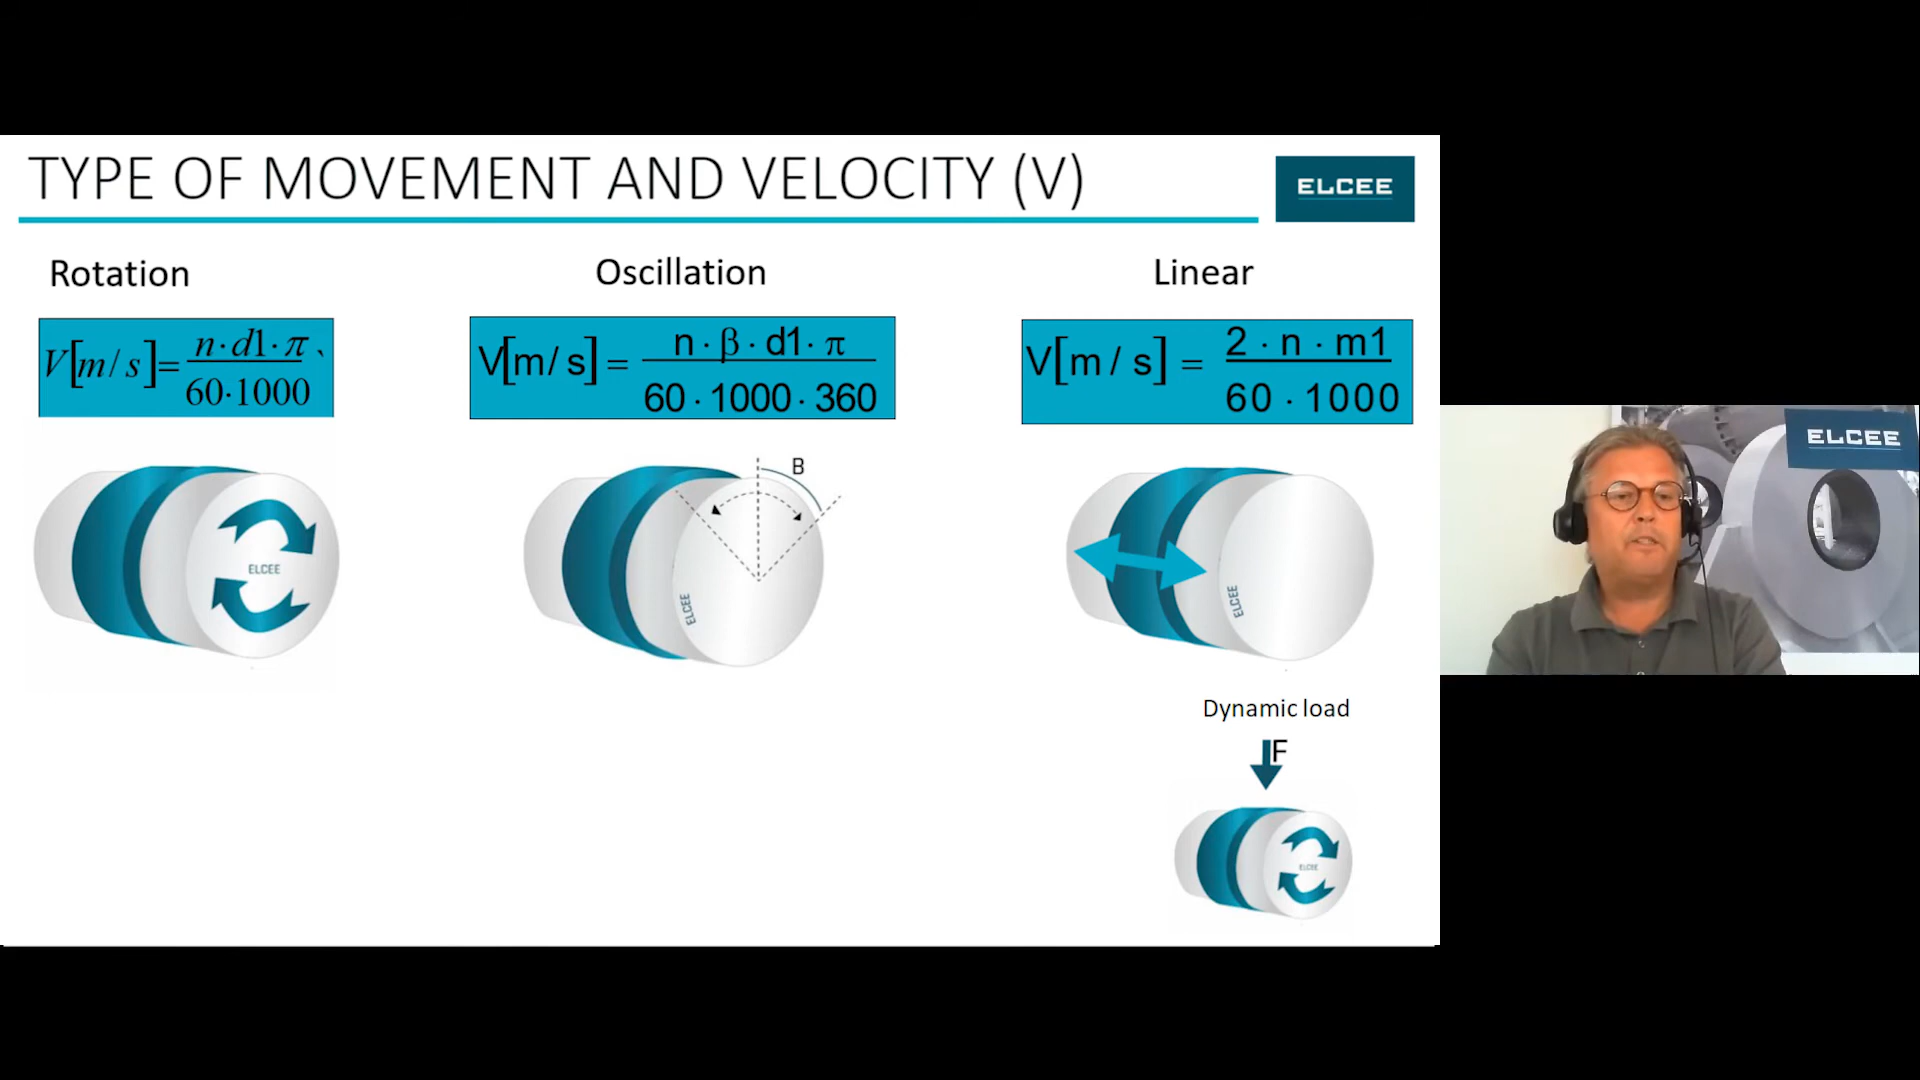 TYPE OF MOVEMENT AND VELOCITY (V)
ELCEE
Rotation
V[m/s]= n·d1·π / 60·1000
ELCEE
Oscillation
V[m/s] = n · β · d1 · π / 60 · 1000 · 360
B
ELCEE
Linear
V[m/s] = 2 · n · m1 / 60 · 1000
ELCEE
Dynamic load
F
ELCEE
ELCEE